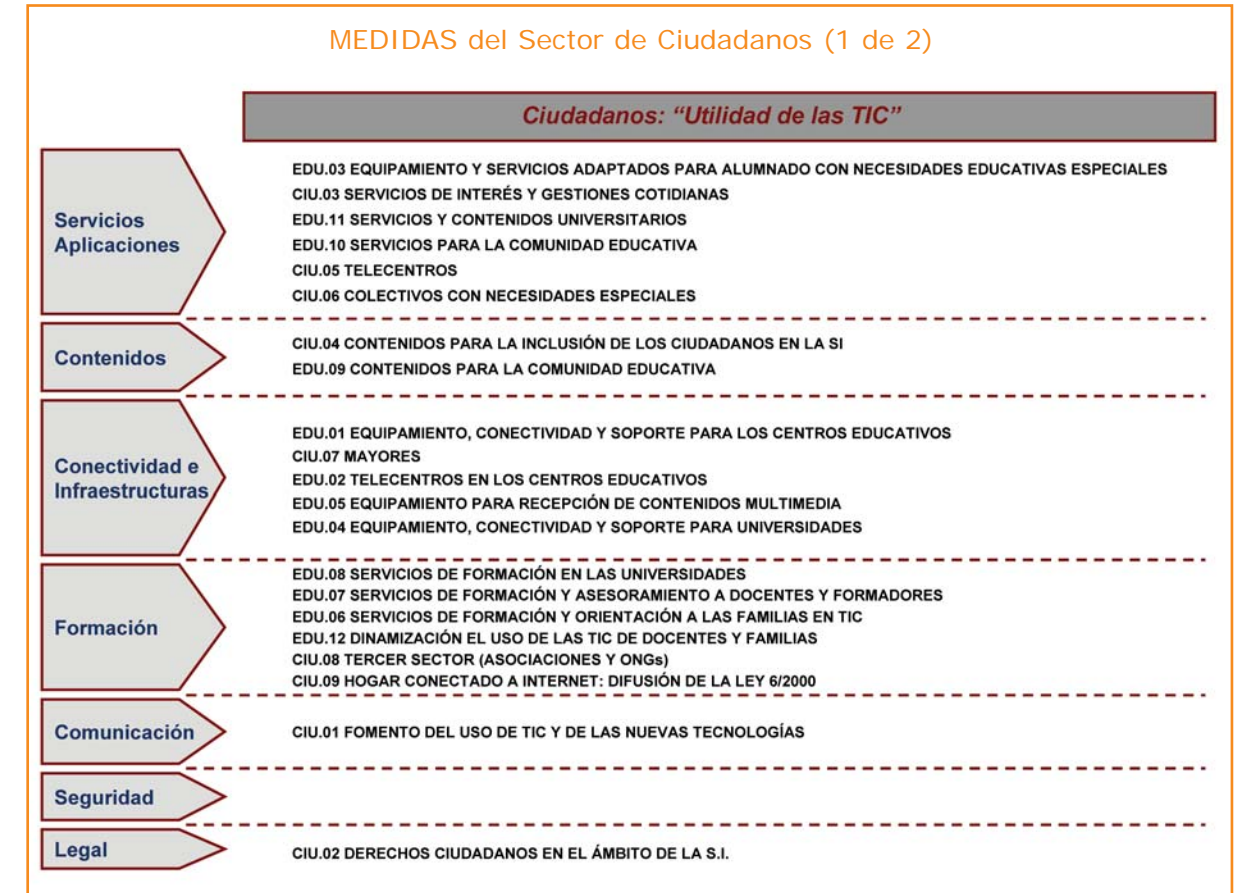 MEDIDAS del Sector de Ciudadanos (1 de 2)
Ciudadanos: “Utilidad de las TIC”
Servicios
Aplicaciones
EDU.03 EQUIPAMIENTO Y SERVICIOS ADAPTADOS PARA ALUMNADO CON NECESIDADES EDUCATIVAS ESPECIALES
CIU.03 SERVICIOS DE INTERÉS Y GESTIONES COTIDIANAS
EDU.11 SERVICIOS Y CONTENIDOS UNIVERSITARIOS
EDU.10 SERVICIOS PARA LA COMUNIDAD EDUCATIVA
CIU.05 TELECENTROS
CIU.06 COLECTIVOS CON NECESIDADES ESPECIALES
Contenidos
CIU.04 CONTENIDOS PARA LA INCLUSIÓN DE LOS CIUDADANOS EN LA SI
EDU.09 CONTENIDOS PARA LA COMUNIDAD EDUCATIVA
Conectividad e
Infraestructuras
EDU.01 EQUIPAMIENTO, CONECTIVIDAD Y SOPORTE PARA LOS CENTROS EDUCATIVOS
CIU.07 MAYORES
EDU.02 TELECENTROS EN LOS CENTROS EDUCATIVOS
EDU.05 EQUIPAMIENTO PARA RECEPCIÓN DE CONTENIDOS MULTIMEDIA
EDU.04 EQUIPAMIENTO, CONECTIVIDAD Y SOPORTE PARA UNIVERSIDADES
Formación
EDU.08 SERVICIOS DE FORMACIÓN EN LAS UNIVERSIDADES
EDU.07 SERVICIOS DE FORMACIÓN Y ASESORAMIENTO A DOCENTES Y FORMADORES
EDU.06 SERVICIOS DE FORMACIÓN Y ORIENTACIÓN A LAS FAMILIAS EN TIC
EDU.12 DINAMIZACIÓN EL USO DE LAS TIC DE DOCENTES Y FAMILIAS
CIU.08 TERCER SECTOR (ASOCIACIONES Y ONGs)
CIU.09 HOGAR CONECTADO A INTERNET: DIFUSIÓN DE LA LEY 6/2000
Comunicación
CIU.01 FOMENTO DEL USO DE TIC Y DE LAS NUEVAS TECNOLOGÍAS
Seguridad
Legal
CIU.02 DERECHOS CIUDADANOS EN EL ÁMBITO DE LA S.I.